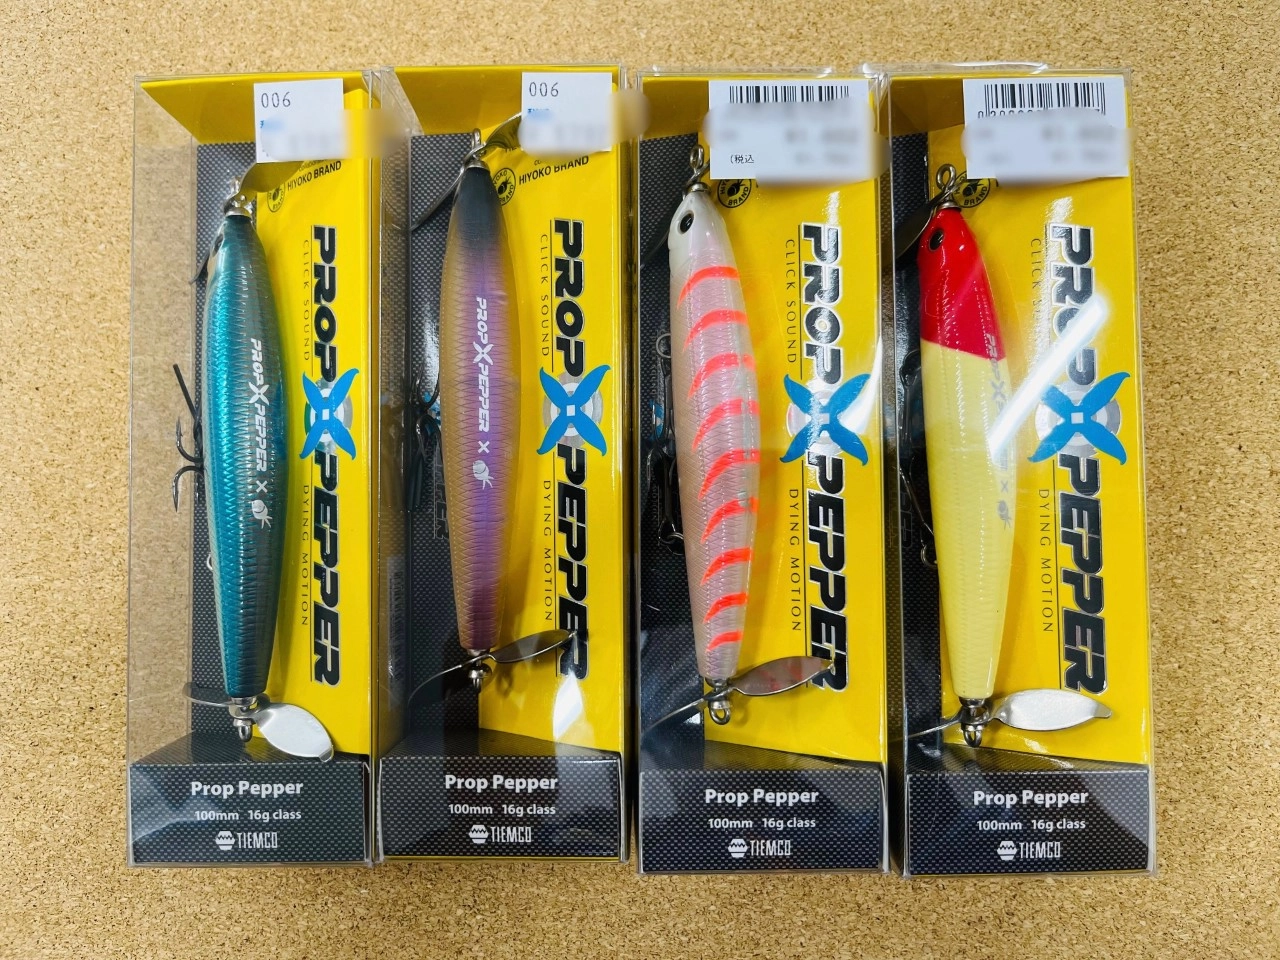 006
HIYOKO BRAND
PROP PEPPER
CLICK SOUND
DYING MOTION
PROP PEPPER ×
Prop Pepper
100mm 16g class
TIEMCO
006
HIYOKO BRAND
PROP PEPPER
CLICK SOUND
DYING MOTION
PROP PEPPER ×
Prop Pepper
100mm 16g class
TIEMCO
(税込
PROP PEPPER
CLICK SOUND
DYING MOTION
Prop Pepper
100mm 16g class
TIEMCO
PROP PEPPER
CLICK SOUND
DYING MOTION
PROP PEPPER ×
Prop Pepper
100mm 16g class
TIEMCO